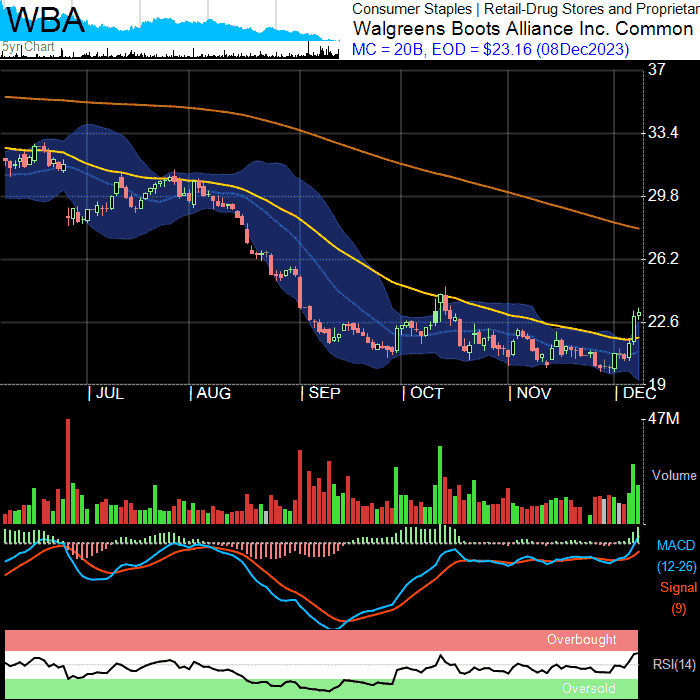 WBA
5yr Chart
Consumer Staples | Retail-Drug Stores and Proprietar
Walgreens Boots Alliance Inc. Common
MC = 20B, EOD = $23.16 (08Dec2023)
37
33.4
29.8
26.2
22.6
19
| JUL | AUG | SEP | OCT | NOV | DEC
47M
Volume
MACD
(12-26)
Signal
(9)
Overbought
RSI(14)
Oversold